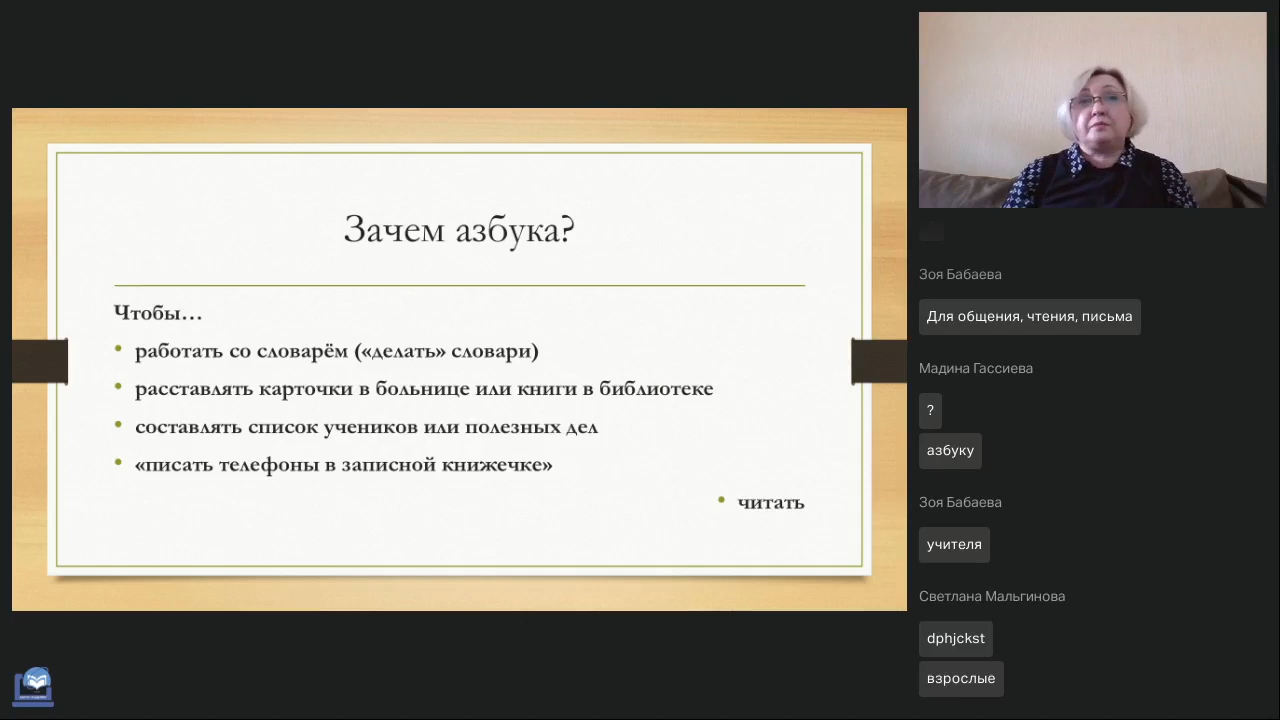 Зачем азбука?
Чтобы…
• работать со словарём («делать» словари)
• расставлять карточки в больнице или книги в библиотеке
• составлять список учеников или полезных дел
• «писать телефоны в записной книжечке»
• читать
Зоя Бабаева
Для общения, чтения, письма
Мадина Гассиева
?
азбуку
Зоя Бабаева
учителя
Светлана Мальгинова
dphjckst
взрослые